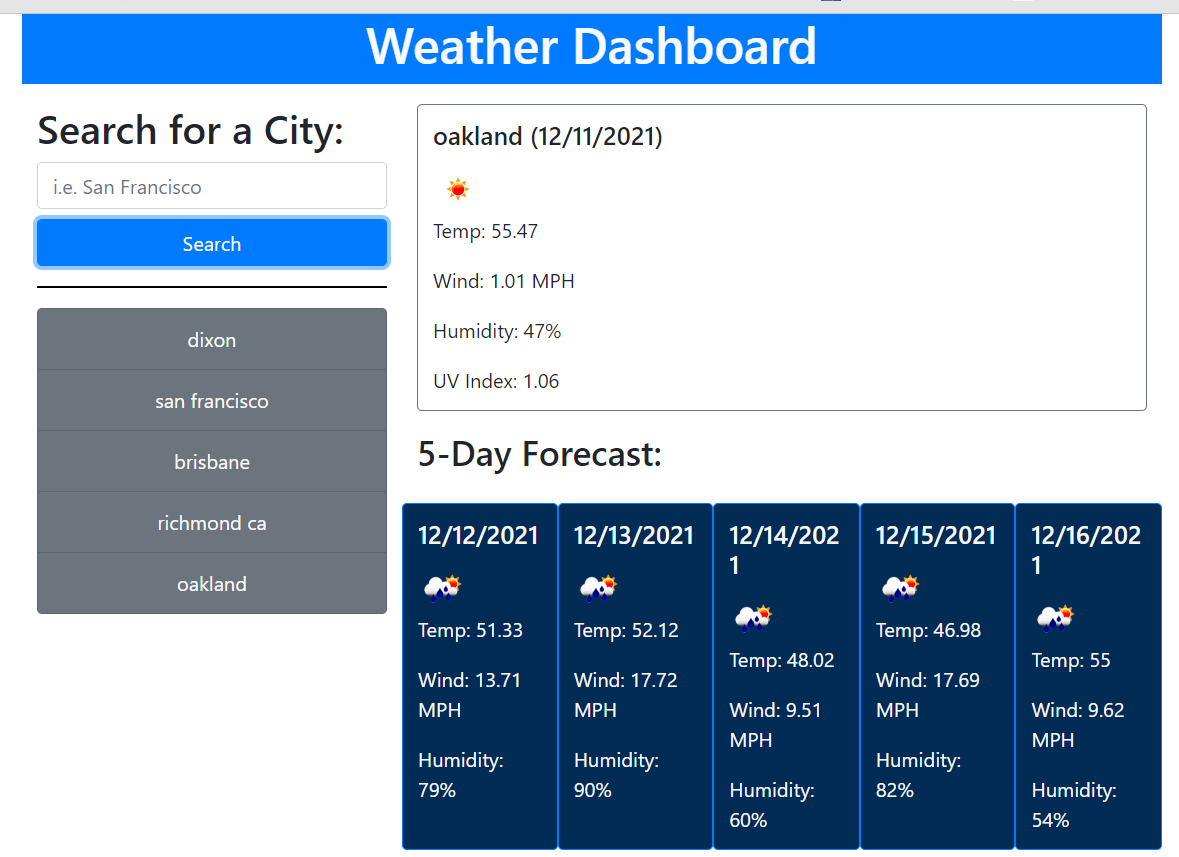 Weather Dashboard
Search for a City:
i.e. San Francisco
Search
dixon
san francisco
brisbane
richmond ca
oakland
oakland (12/11/2021)
Temp: 55.47
Wind: 1.01 MPH
Humidity: 47%
UV Index: 1.06
5-Day Forecast:
12/12/2021
Temp: 51.33
Wind: 13.71
MPH
Humidity:
79%
12/13/2021
Temp: 52.12
Wind: 17.72
MPH
Humidity:
90%
12/14/202
1
Temp: 48.02
Wind: 9.51
MPH
Humidity:
60%
12/15/2021
Temp: 46.98
Wind: 17.69
MPH
Humidity:
82%
12/16/202
1
Temp: 55
Wind: 9.62
MPH
Humidity:
54%